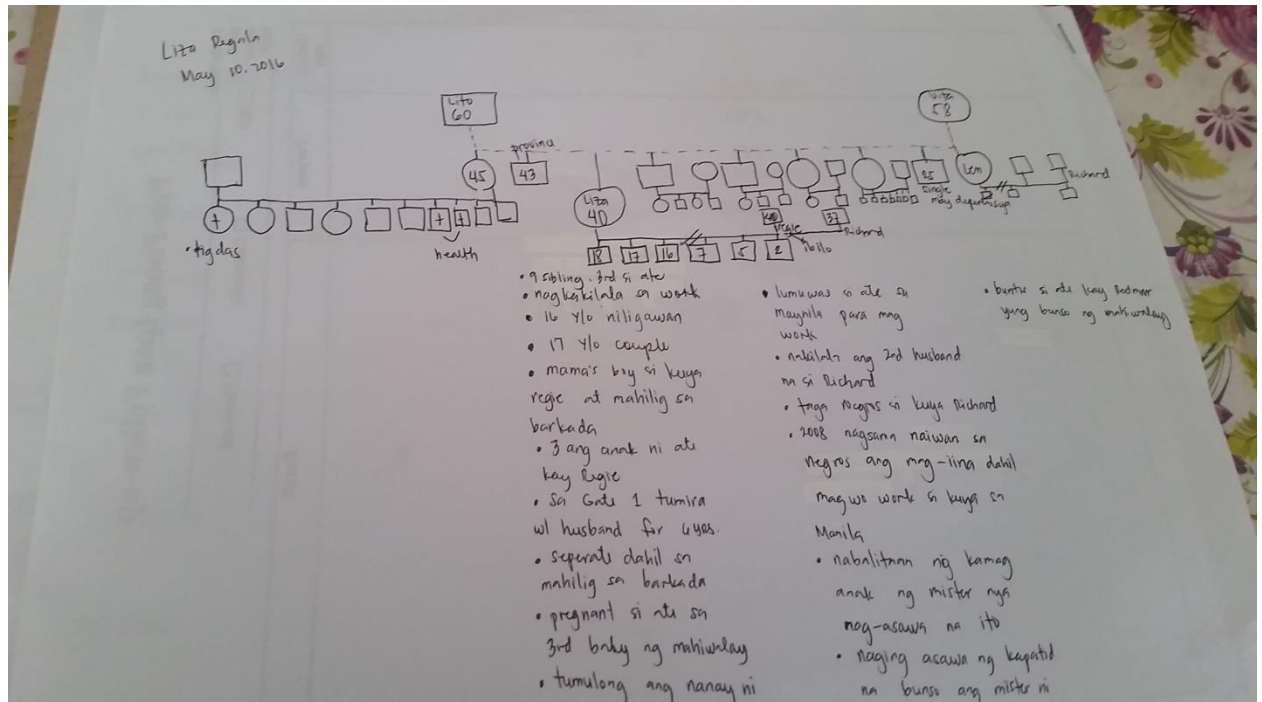 Liza Regala
May 10, 2016
Lito
60
Vita
58
province
45
43
Liza
40
25
single
Len
may diperensya
Richard
40
Regie
37
Richard
+
+
+
tigdas
health
18
17
16
7
5
2
• 9 sibling. 3rd si ate
• nagkakilala sa work
• 16 y/o niligawan
• 17 y/o couple
• mama's boy si kuya
regie at mahilig sa
barkada
• 3 ang anak ni ate
kay Regie
• Sa Gate 1 tumira
w/ husband for 4 yrs.
• seperate dahil sa
mahilig sa barkada
• pregnant si ate sa
3rd baby ng mahiwalay
• tumulong ang nanay ni
• lumuwas si ate sa
maynila para mag
work
• nakilala ang 2nd husband
na si Richard
• taga Negros si kuya Richard
• 2008 nagsama naiwan sa
negros ang mag-iina dahil
magwo work si kuya sa
Manila
• nabalitaan ng kamag
anak ng mister nya
nag-asawa na ito
• naging asawa ng kapatid
na bunso ang mister ni
• buntis si ate kay
yung bunso ng mahiwalay